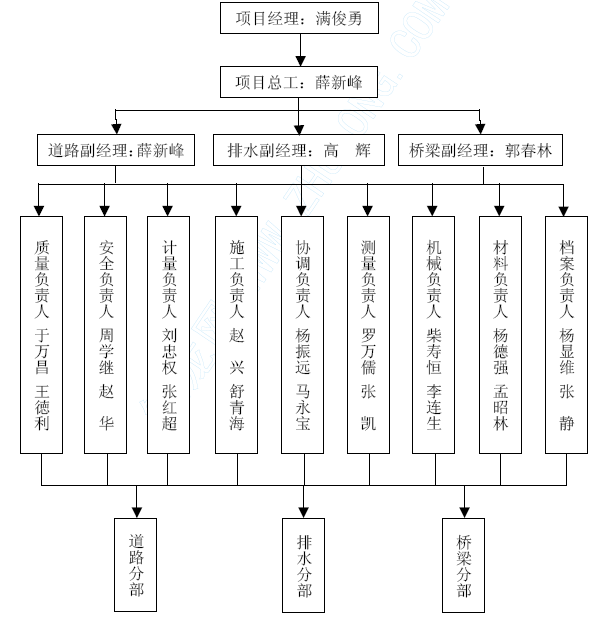 项目经理：满俊勇
项目总工：薛新峰
道路副经理：薛新峰
排水副经理：高　辉
桥梁副经理：郭春林
质量负责人 于万昌 王德利
安全负责人 周学继 赵　华
计量负责人 刘忠权 张红超
施工负责人 赵　兴 舒青海
协调负责人 杨振远 马永宝
测量负责人 罗万儒 张　凯
机械负责人 柴寿恒 李连生
材料负责人 杨德强 孟昭林
档案负责人 杨显维 张　静
道路分部
排水分部
桥梁分部